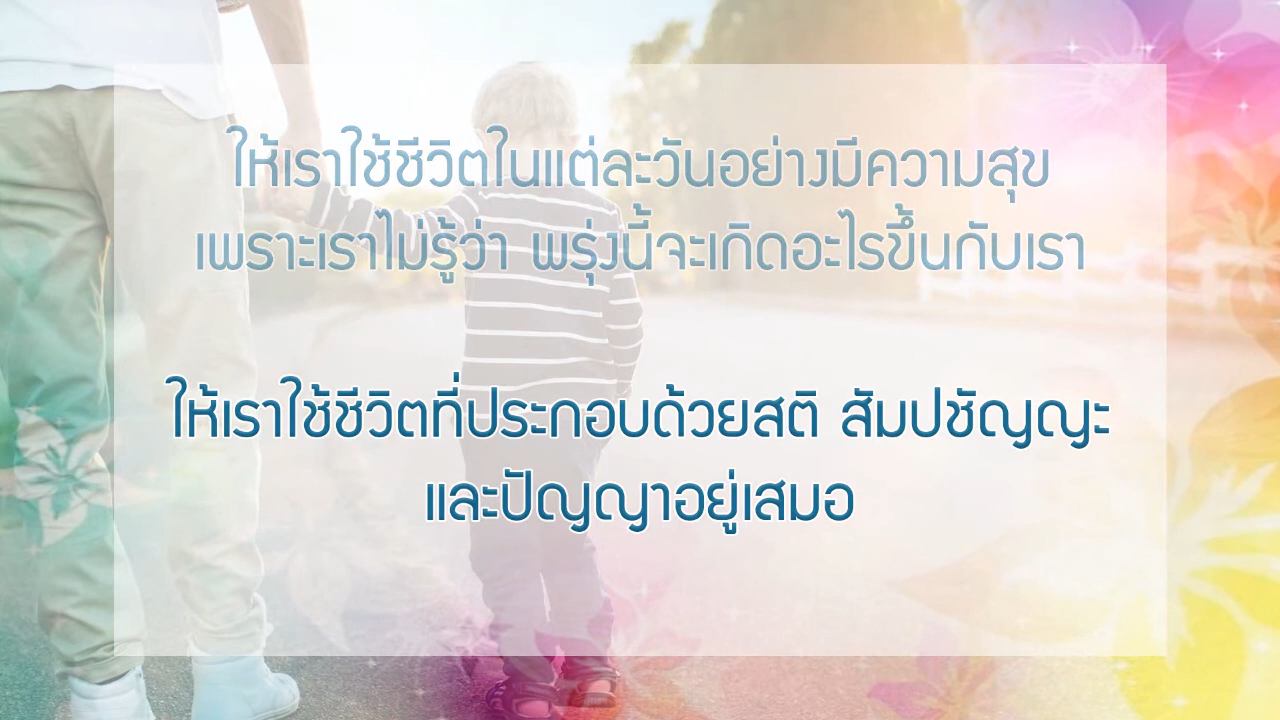 ให้เราใช้ชีวิตในแต่ละวันอย่างมีความสุข
เพราะเราไม่รู้ว่า พรุ่งนี้จะเกิดอะไรขึ้นกับเรา
ให้เราใช้ชีวิตที่ประกอบด้วยสติ สัมปชัญญะ
และปัญญาอยู่เสมอ